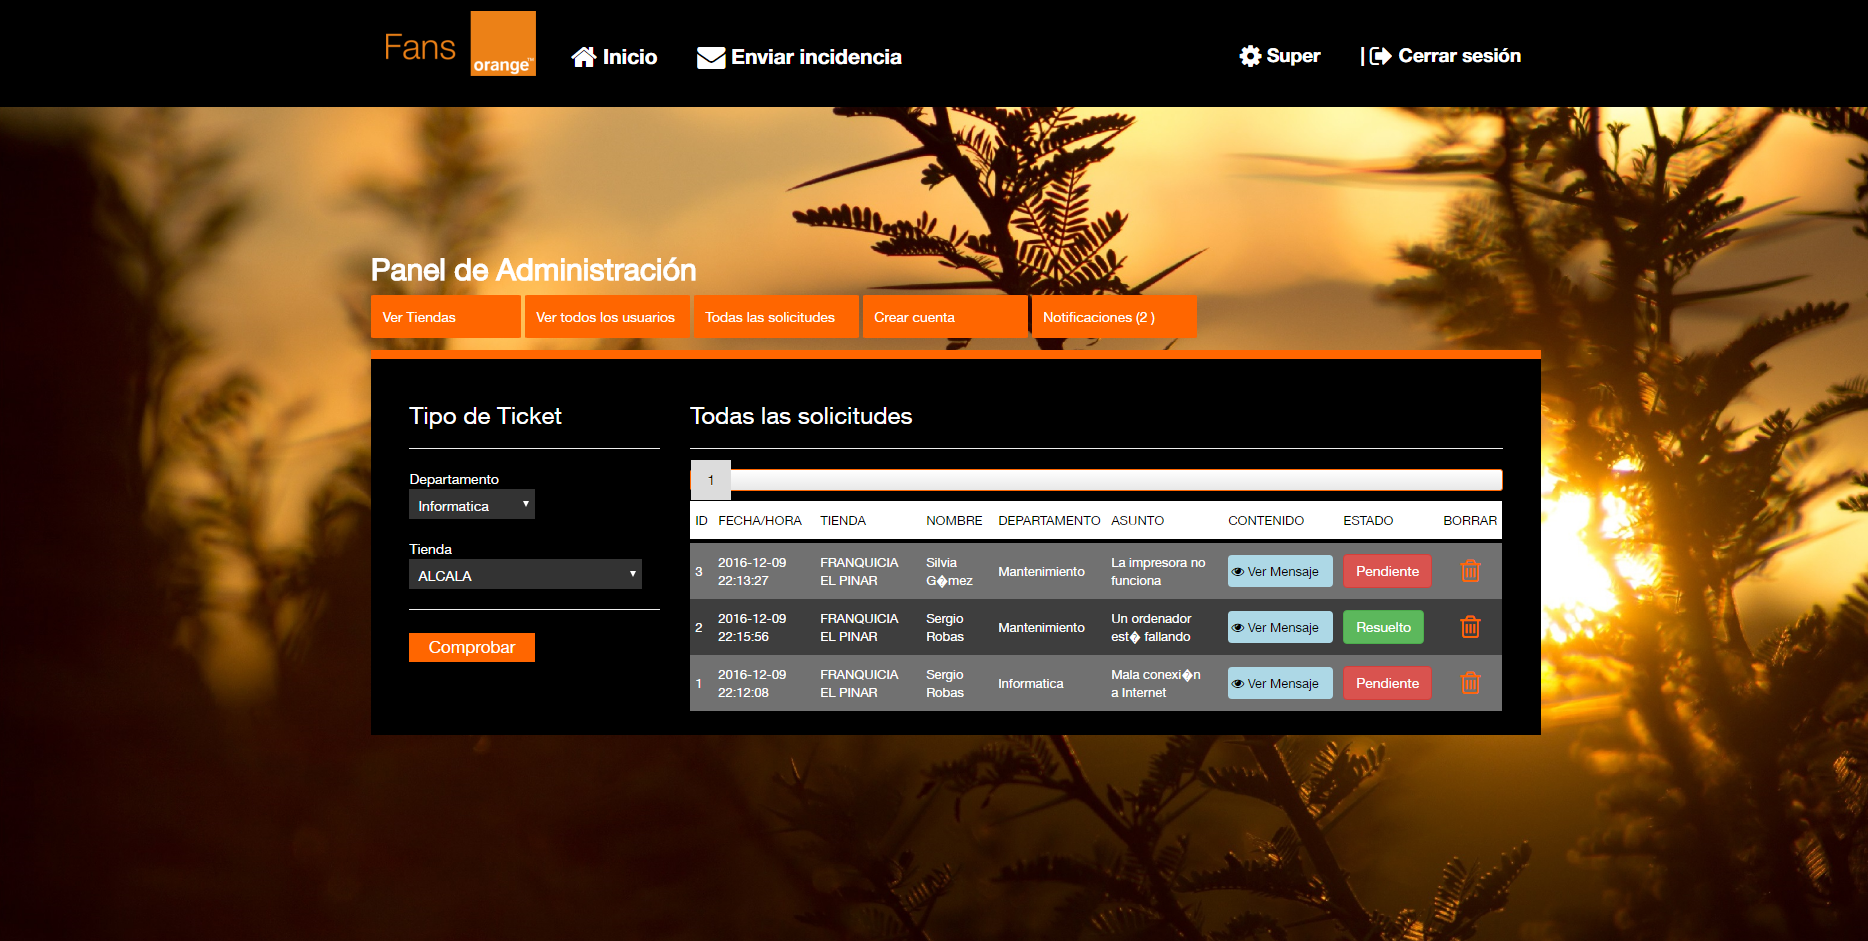 Fans
orange™
Inicio
Enviar incidencia
Super
| Cerrar sesión
Panel de Administración
Ver Tiendas
Ver todos los usuarios
Todas las solicitudes
Crear cuenta
Notificaciones (2 )
Tipo de Ticket
Departamento
Informatica
Tienda
ALCALA
Comprobar
Todas las solicitudes
1
ID FECHA/HORA TIENDA NOMBRE DEPARTAMENTO ASUNTO CONTENIDO ESTADO BORRAR
3 2016-12-09 22:13:27 FRANQUICIA EL PINAR Silvia G�mez Mantenimiento La impresora no funciona Ver Mensaje Pendiente
2 2016-12-09 22:15:56 FRANQUICIA EL PINAR Sergio Robas Mantenimiento Un ordenador est� fallando Ver Mensaje Resuelto
1 2016-12-09 22:12:08 FRANQUICIA EL PINAR Sergio Robas Informatica Mala conexi�n a Internet Ver Mensaje Pendiente